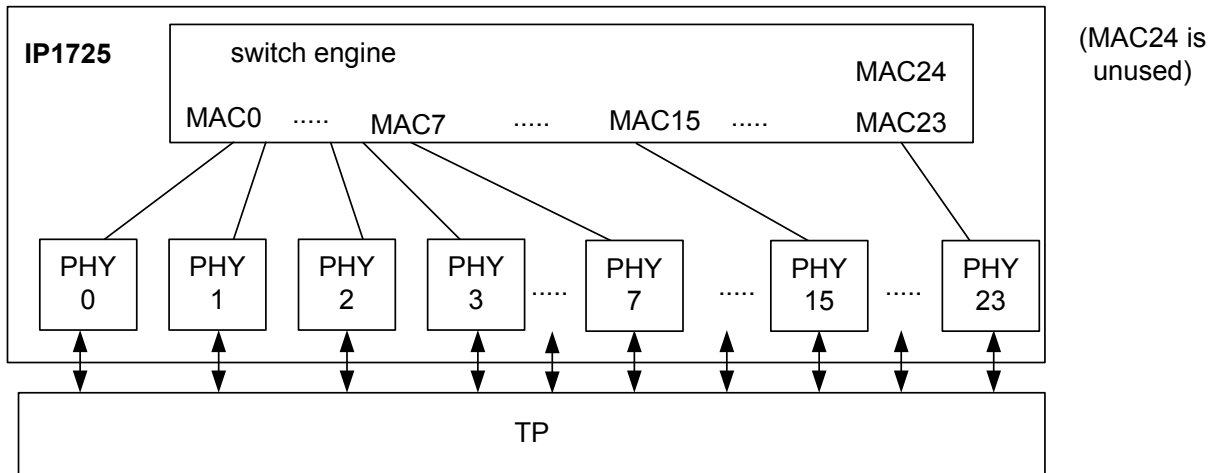 IP1725
switch engine
(MAC24 is
unused)
MAC24
MAC0 ..... MAC7 ..... MAC15 ..... MAC23
PHY
0
PHY
1
PHY
2
PHY
3
.....
PHY
7
.....
PHY
15
.....
PHY
23
TP